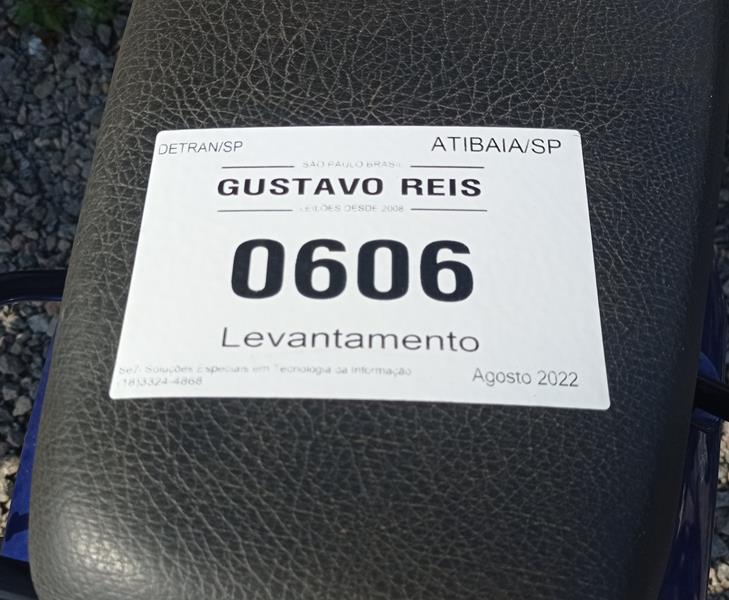 DETRAN/SP
ATIBAIA/SP
SÃO PAULO BRASIL
GUSTAVO REIS
LEILÕES DESDE 2008
0606
Levantamento
Se7- Soluções Especiais em Tecnologia da Informação
(18)3324-4868
Agosto 2022